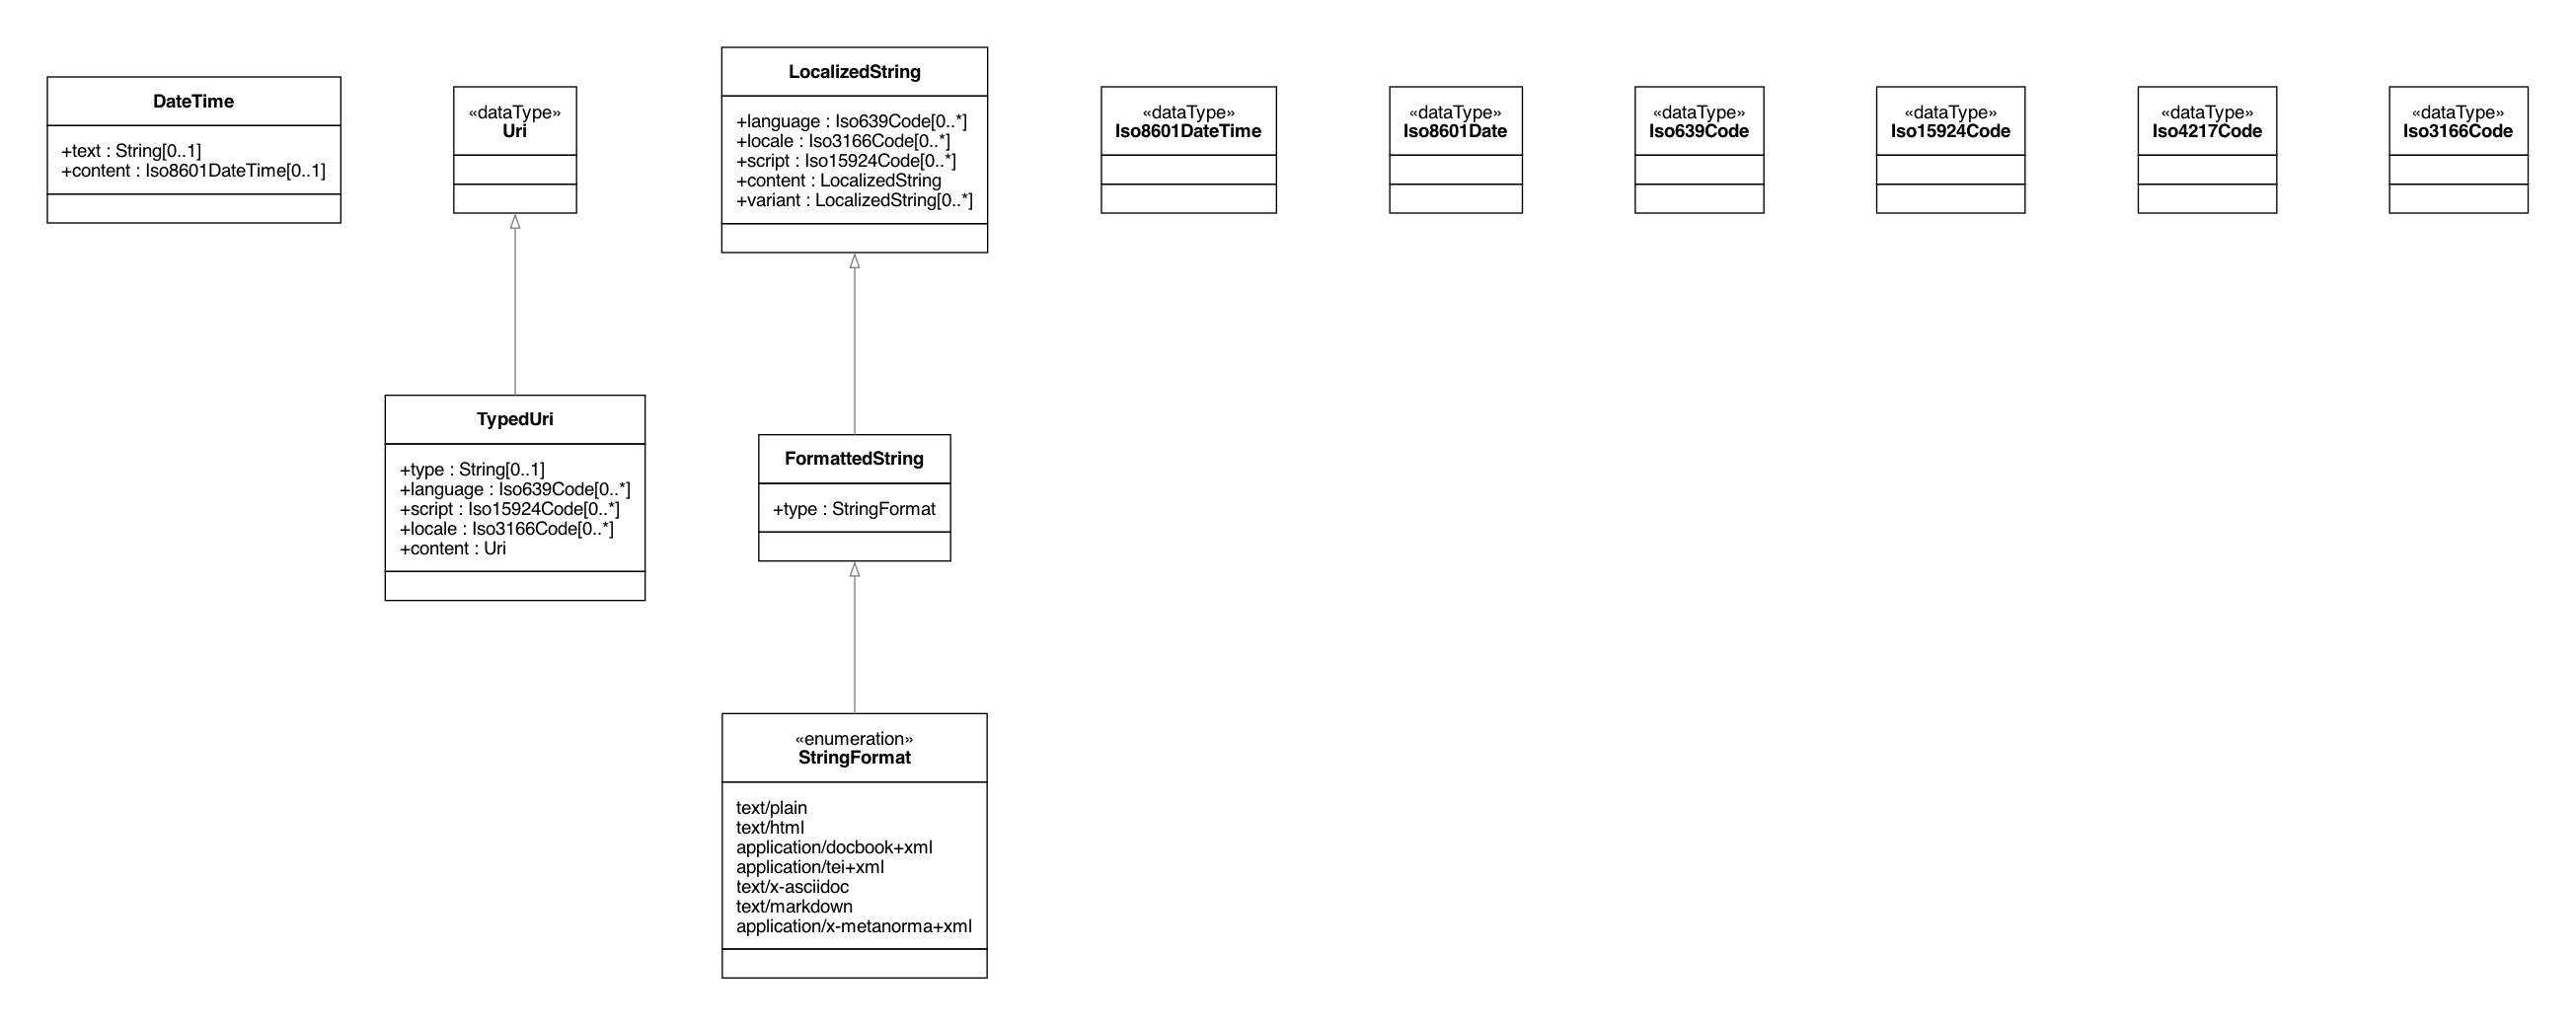 DateTime
+text : String[0..1]
+content : Iso8601DateTime[0..1]
«dataType»
Uri
LocalizedString
+language : Iso639Code[0..*]
+locale : Iso3166Code[0..*]
+script : Iso15924Code[0..*]
+content : LocalizedString
+variant : LocalizedString[0..*]
«dataType»
Iso8601DateTime
«dataType»
Iso8601Date
«dataType»
Iso639Code
«dataType»
Iso15924Code
«dataType»
Iso4217Code
«dataType»
Iso3166Code
TypedUri
+type : String[0..1]
+language : Iso639Code[0..*]
+script : Iso15924Code[0..*]
+locale : Iso3166Code[0..*]
+content : Uri
FormattedString
+type : StringFormat
«enumeration»
StringFormat
text/plain
text/html
application/docbook+xml
application/tei+xml
text/x-asciidoc
text/markdown
application/x-metanorma+xml